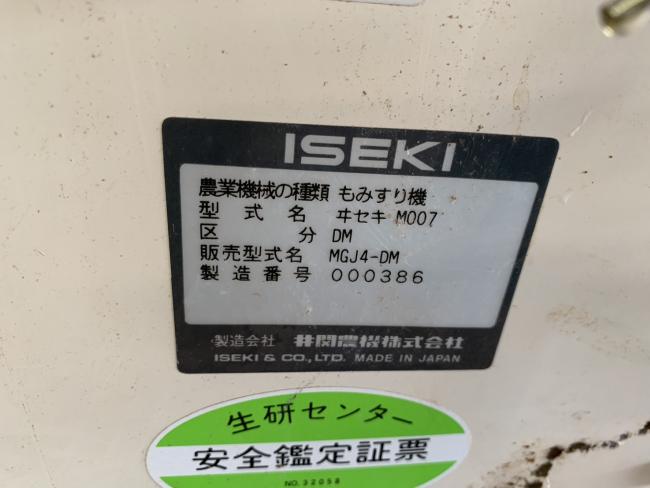 ISEKI
農業機械の種類 もみすり機
型式名 ヰセキ M007
区分 DM
販売型式名 MGJ4-DM
製造番号 000386
製造会社 井関農機株式会社
ISEKI & CO., LTD. MADE IN JAPAN
生研センター
安全鑑定証票
NO.32058